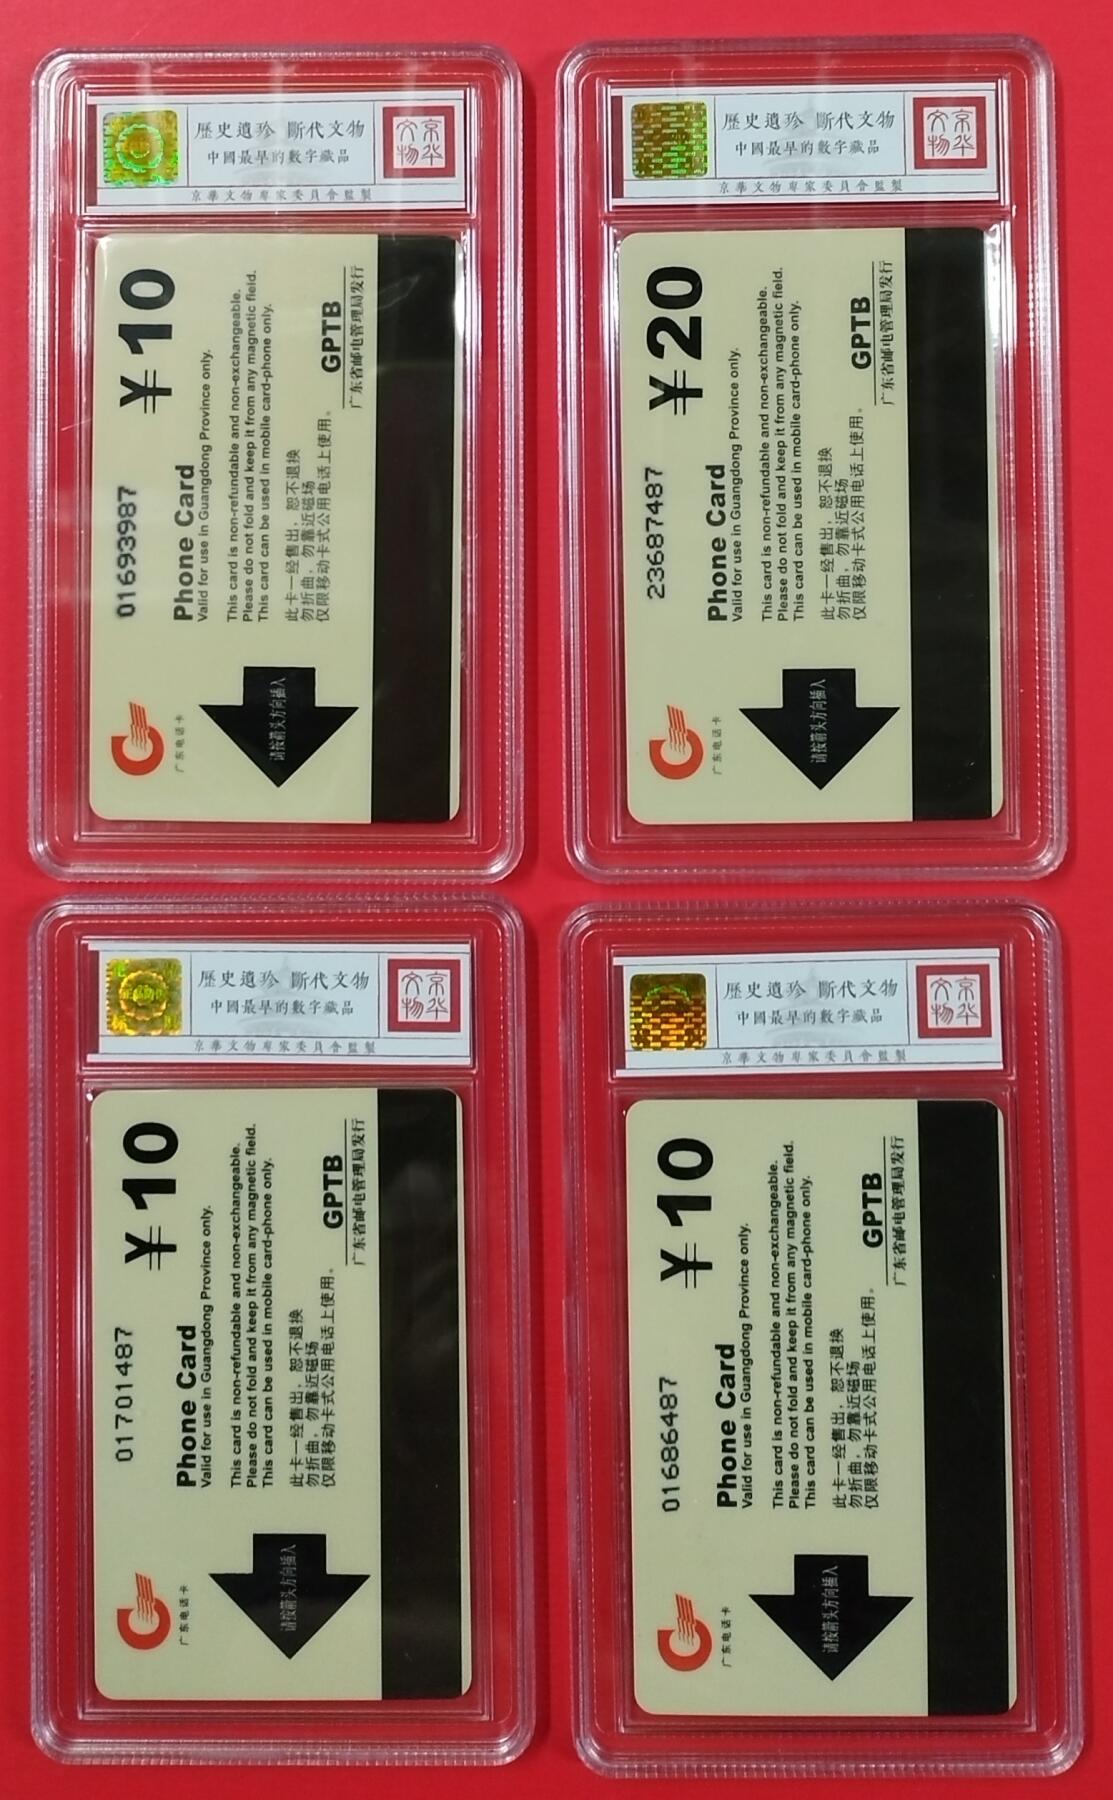 歷史遺珍 斷代文物
中國最早的數字藏品
京華文物專家委員會監製
京华
文物
01693987
¥10
Phone Card
Valid for use in Guangdong Province only.
This card is non-refundable and non-exchangeable.
Please do not fold and keep it from any magnetic field.
This card can be used in mobile card-phone only.
此卡一经售出，恕不退换
勿折曲，勿靠近磁场
仅限移动卡式公用电话上使用。
GPTB
广东省邮电管理局发行
广东电话卡
请按箭头方向插入
歷史遺珍 斷代文物
中國最早的數字藏品
京華文物專家委員會監製
京华
文物
23687487
¥20
Phone Card
Valid for use in Guangdong Province only.
This card is non-refundable and non-exchangeable.
Please do not fold and keep it from any magnetic field.
This card can be used in mobile card-phone only.
此卡一经售出，恕不退换
勿折曲，勿靠近磁场
仅限移动卡式公用电话上使用。
GPTB
广东省邮电管理局发行
广东电话卡
请按箭头方向插入
歷史遺珍 斷代文物
中國最早的數字藏品
京華文物專家委員會監製
京华
文物
01701487
¥10
Phone Card
Valid for use in Guangdong Province only.
This card is non-refundable and non-exchangeable.
Please do not fold and keep it from any magnetic field.
This card can be used in mobile card-phone only.
此卡一经售出，恕不退换
勿折曲，勿靠近磁场
仅限移动卡式公用电话上使用。
GPTB
广东省邮电管理局发行
广东电话卡
请按箭头方向插入
歷史遺珍 斷代文物
中國最早的數字藏品
京華文物專家委員會監製
京华
文物
01686487
¥10
Phone Card
Valid for use in Guangdong Province only.
This card is non-refundable and non-exchangeable.
Please do not fold and keep it from any magnetic field.
This card can be used in mobile card-phone only.
此卡一经售出，恕不退换
勿折曲，勿靠近磁场
仅限移动卡式公用电话上使用。
GPTB
广东省邮电管理局发行
广东电话卡
请按箭头方向插入